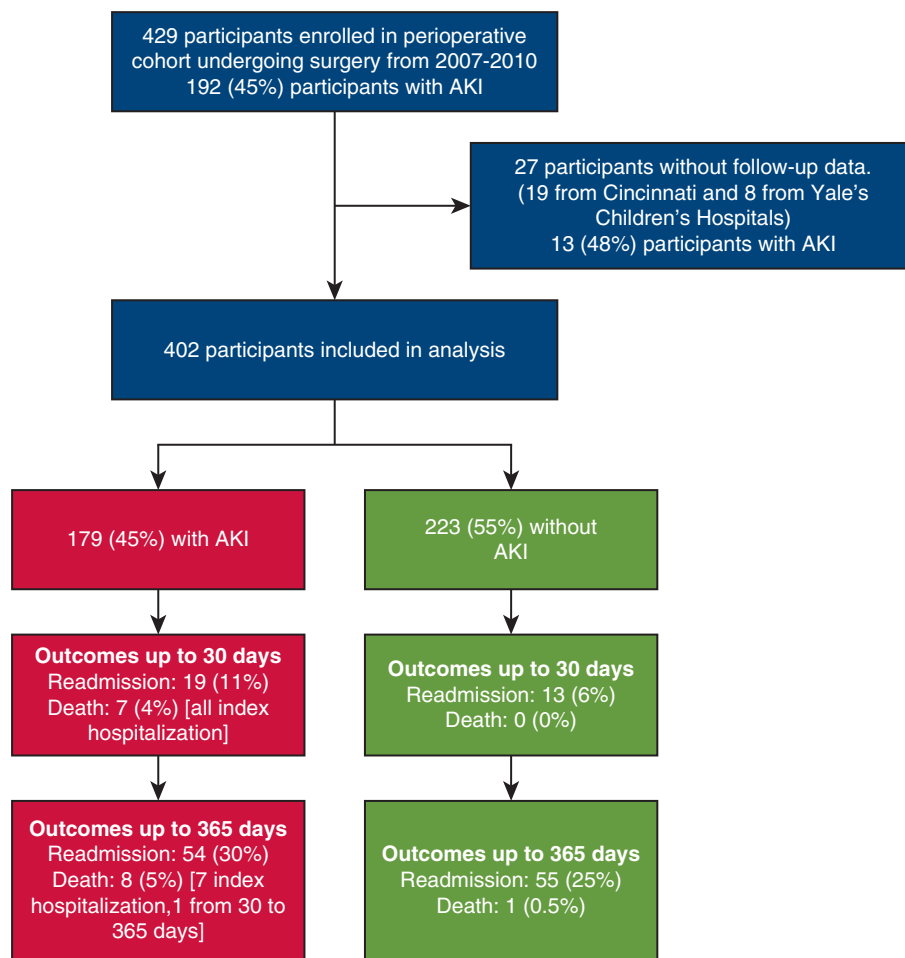 429 participants enrolled in perioperative
cohort undergoing surgery from 2007-2010
192 (45%) participants with AKI
27 participants without follow-up data.
(19 from Cincinnati and 8 from Yale’s
Children’s Hospitals)
13 (48%) participants with AKI
402 participants included in analysis
179 (45%) with AKI
223 (55%) without
AKI
Outcomes up to 30 days
Readmission: 19 (11%)
Death: 7 (4%) [all index
hospitalization]
Outcomes up to 30 days
Readmission: 13 (6%)
Death: 0 (0%)
Outcomes up to 365 days
Readmission: 54 (30%)
Death: 8 (5%) [7 index
hospitalization,1 from 30 to
365 days]
Outcomes up to 365 days
Readmission: 55 (25%)
Death: 1 (0.5%)